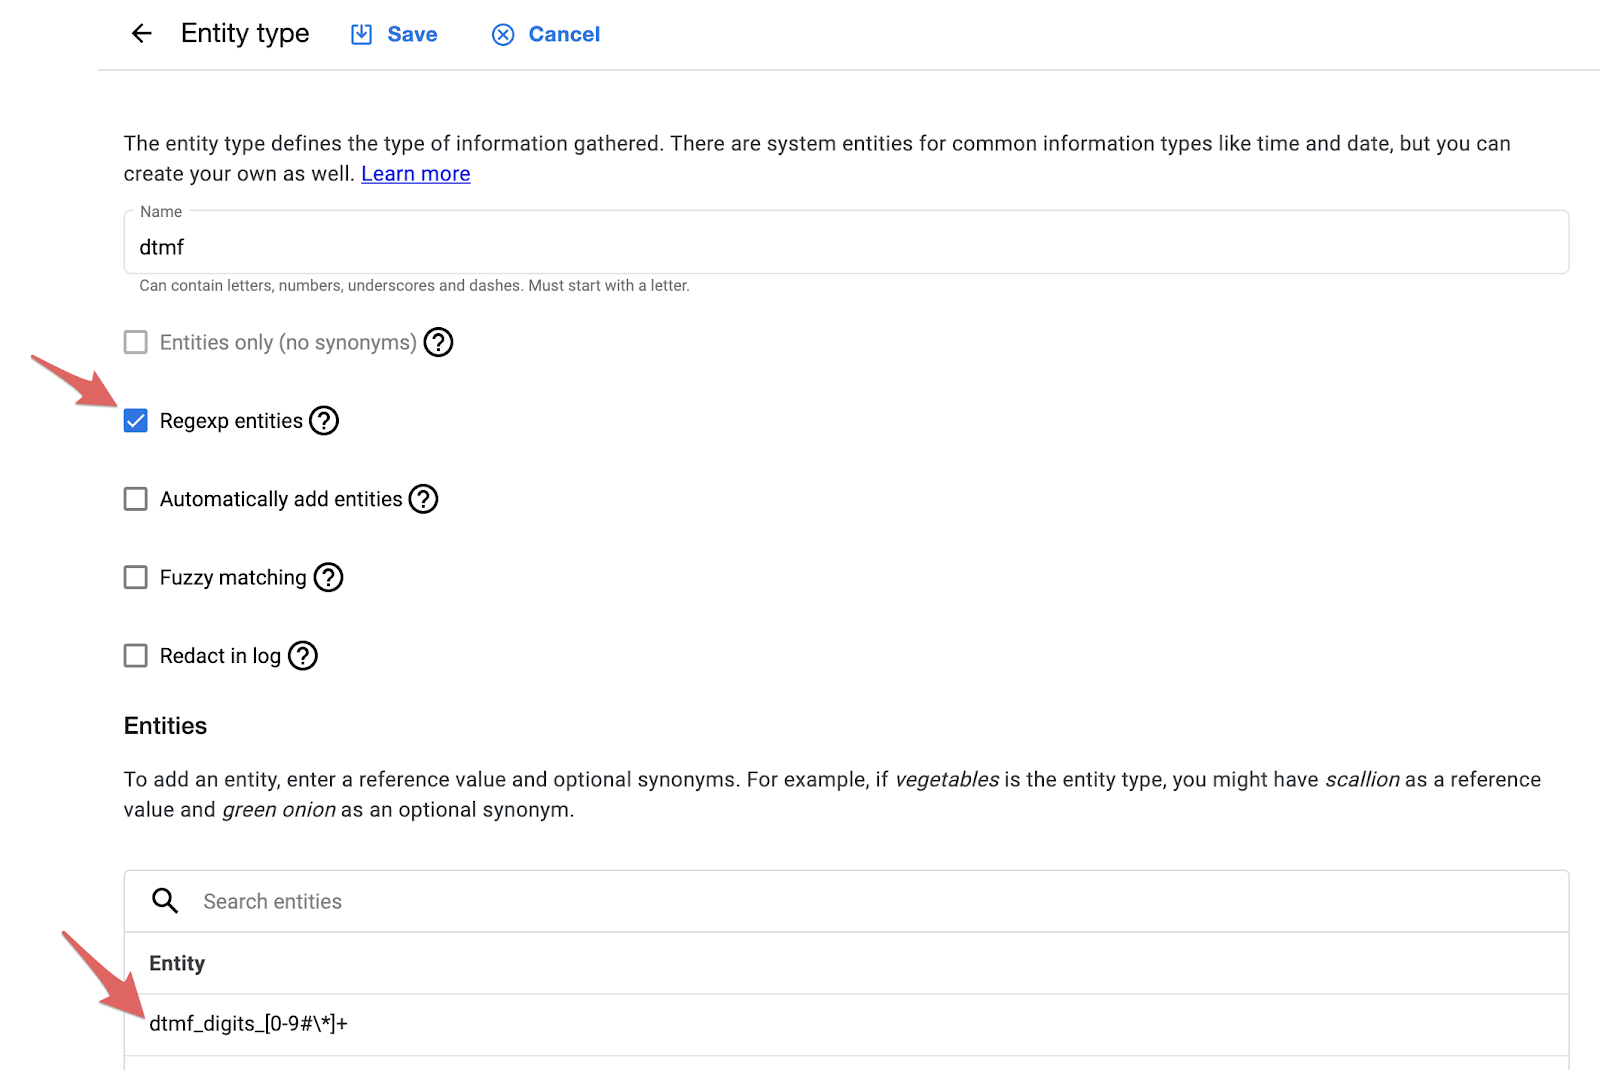 Entity type Save Cancel
The entity type defines the type of information gathered. There are system entities for common information types like time and date, but you can
create your own as well. Learn more
Name
dtmf
Can contain letters, numbers, underscores and dashes. Must start with a letter.
Entities only (no synonyms) ?
Regexp entities ?
Automatically add entities ?
Fuzzy matching ?
Redact in log ?
Entities
To add an entity, enter a reference value and optional synonyms. For example, if vegetables is the entity type, you might have scallion as a reference
value and green onion as an optional synonym.
Search entities
Entity
dtmf_digits_[0-9#\*]+